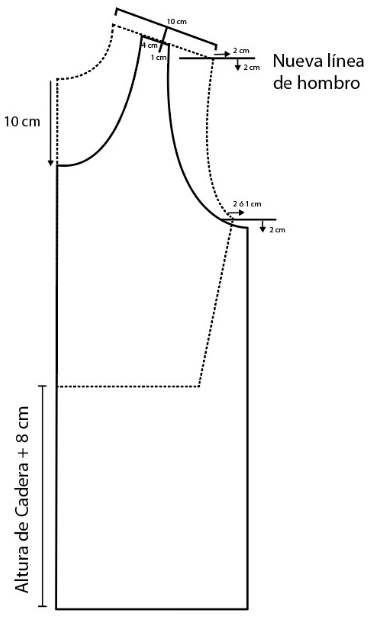 10 cm
4 cm
1 cm
2 cm
2 cm
Nueva línea
de hombro
10 cm
2 ó 1 cm
2 cm
Altura de Cadera + 8 cm